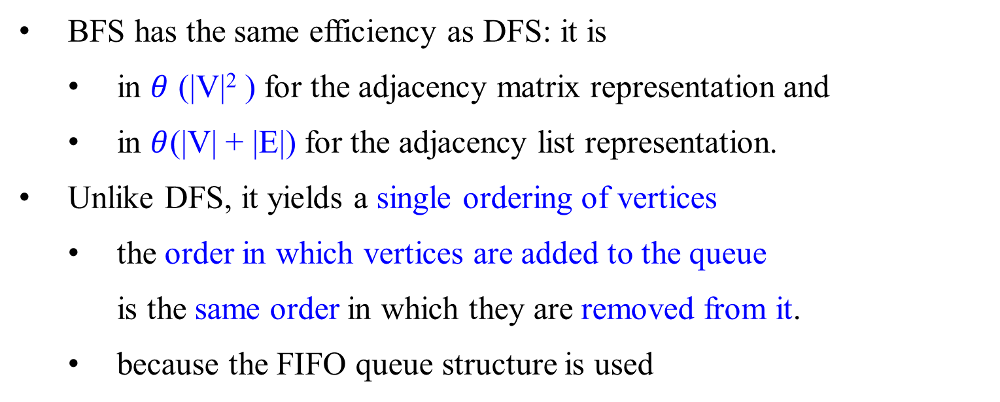 • BFS has the same efficiency as DFS: it is
• in θ (|V|² ) for the adjacency matrix representation and
• in θ(|V| + |E|) for the adjacency list representation.
• Unlike DFS, it yields a single ordering of vertices
• the order in which vertices are added to the queue
is the same order in which they are removed from it.
• because the FIFO queue structure is used